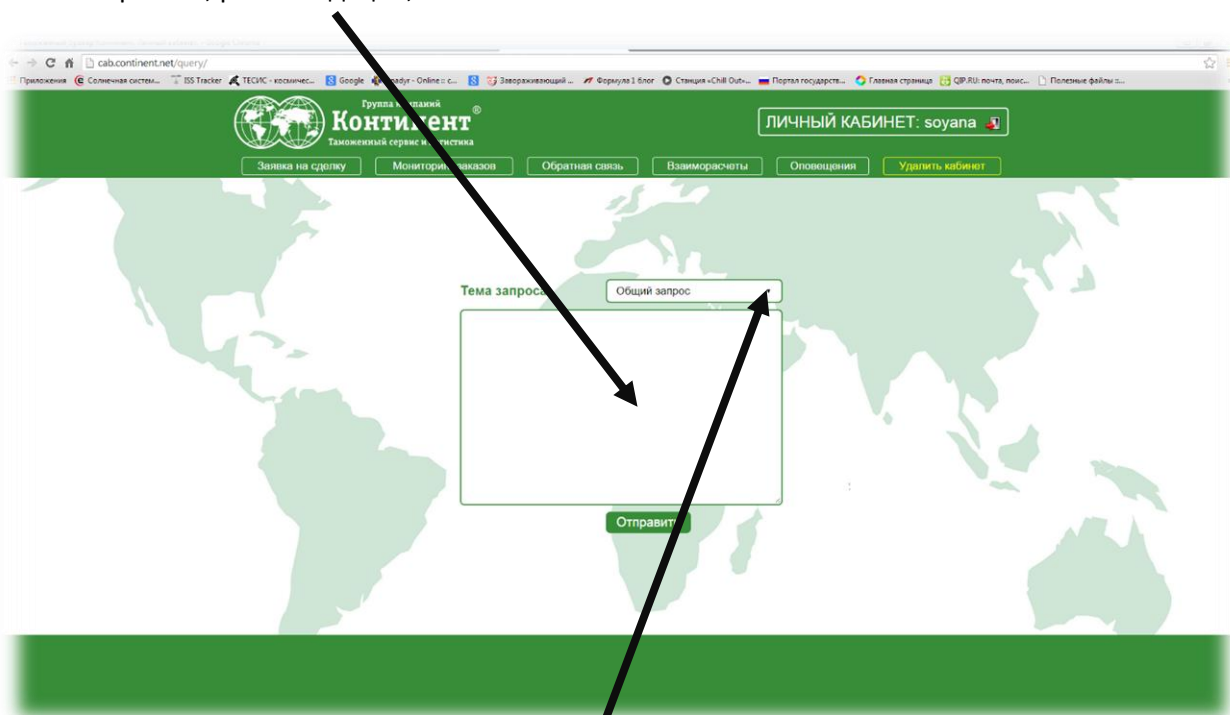 cab.continent.net/query/
Приложения Солнечная систем... ISS Tracker ТЕСИС - космичес... Google - Online :: с... Завораживающий ... Формула 1 блог Станция «Chill Out»... Портал государств... Главная страница QIP.RU: почта, поис... Полезные файлы ::...
Группа компаний
Континент®
Таможенный сервис и логистика
ЛИЧНЫЙ КАБИНЕТ: soyana
Заявка на сделку Мониторинг заказов Обратная связь Взаиморасчеты Оповещения Удалить кабинет
Тема запроса Общий запрос
Отправить